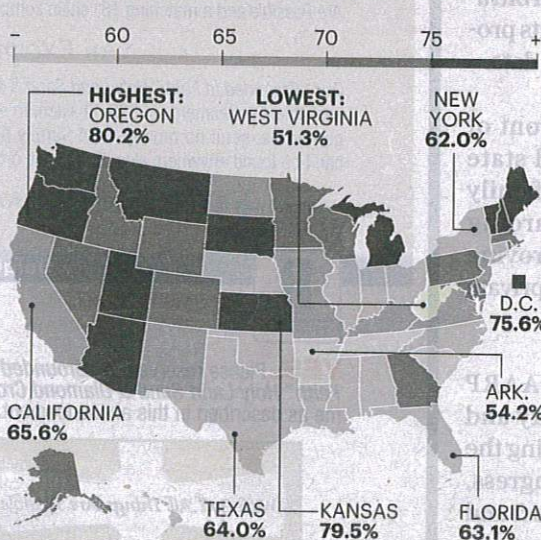 – 60 65 70 75 +
HIGHEST:
OREGON
80.2%
LOWEST:
WEST VIRGINIA
51.3%
NEW
YORK
62.0%
D.C.
75.6%
ARK.
54.2%
CALIFORNIA
65.6%
TEXAS
64.0%
KANSAS
79.5%
FLORIDA
63.1%